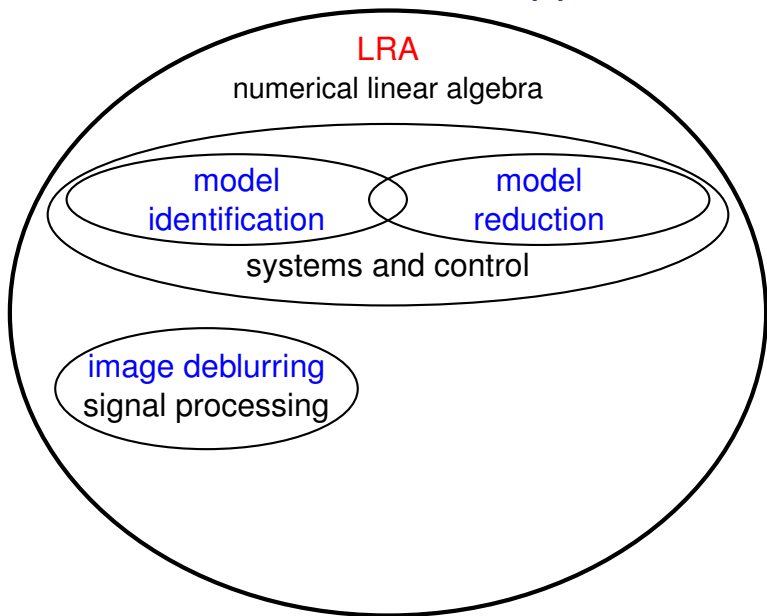 LRA
numerical linear algebra
model
identification
model
reduction
systems and control
image deblurring
signal processing